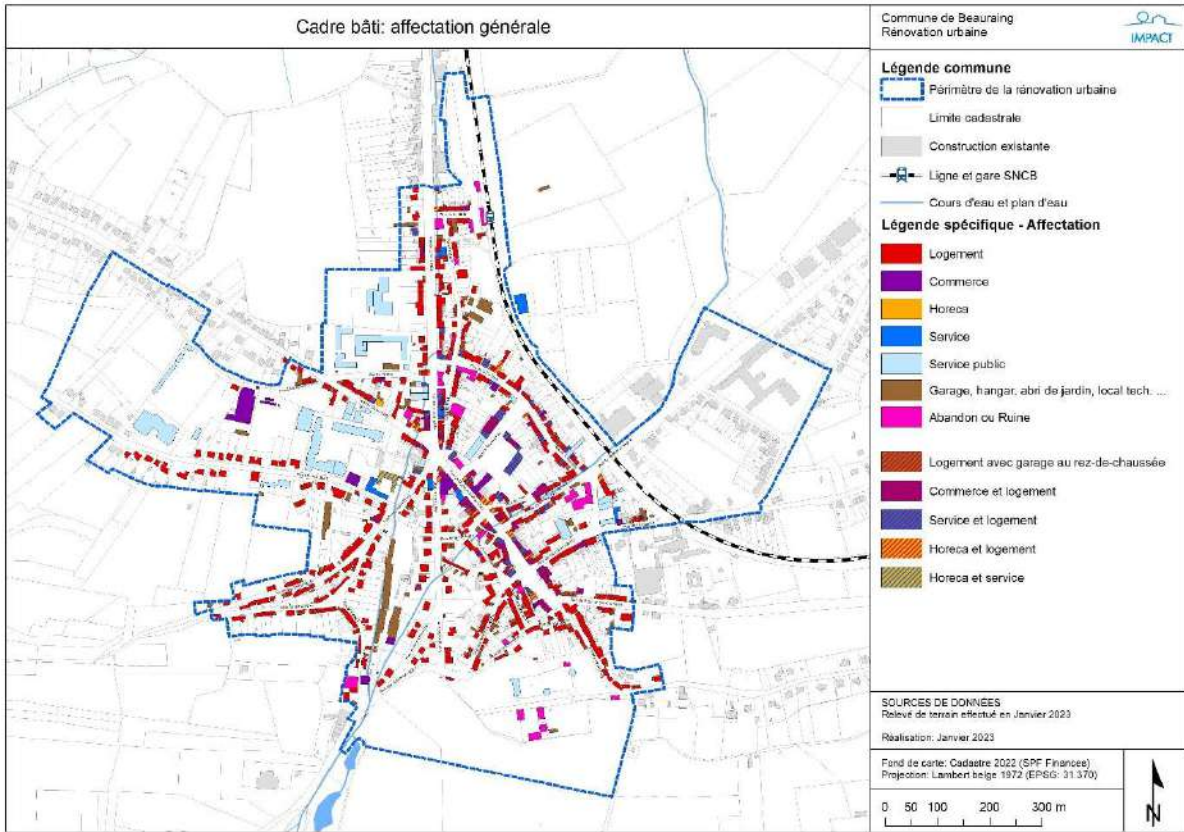 Cadre bâti: affectation générale
Commune de Beauraing
Rénovation urbaine
IMPACT
Légende commune
Périmètre de la rénovation urbaine
Limite cadastrale
Construction existante
Ligne et gare SNCB
Cours d'eau et plan d'eau
Légende spécifique - Affectation
Logement
Commerce
Horeca
Service
Service public
Garage, hangar, abri de jardin, local tech. ...
Abandon ou Ruine
Logement avec garage au rez-de-chaussée
Commerce et logement
Service et logement
Horeca et logement
Horeca et service
SOURCES DE DONNÉES
Relevé de terrain effectué en Janvier 2023
Réalisation: Janvier 2023
Fond de carte: Cadastre 2022 (SPF Finances)
Projection: Lambert belge 1972 (EPSG: 31 370)
0 50 100 200 300 m
N